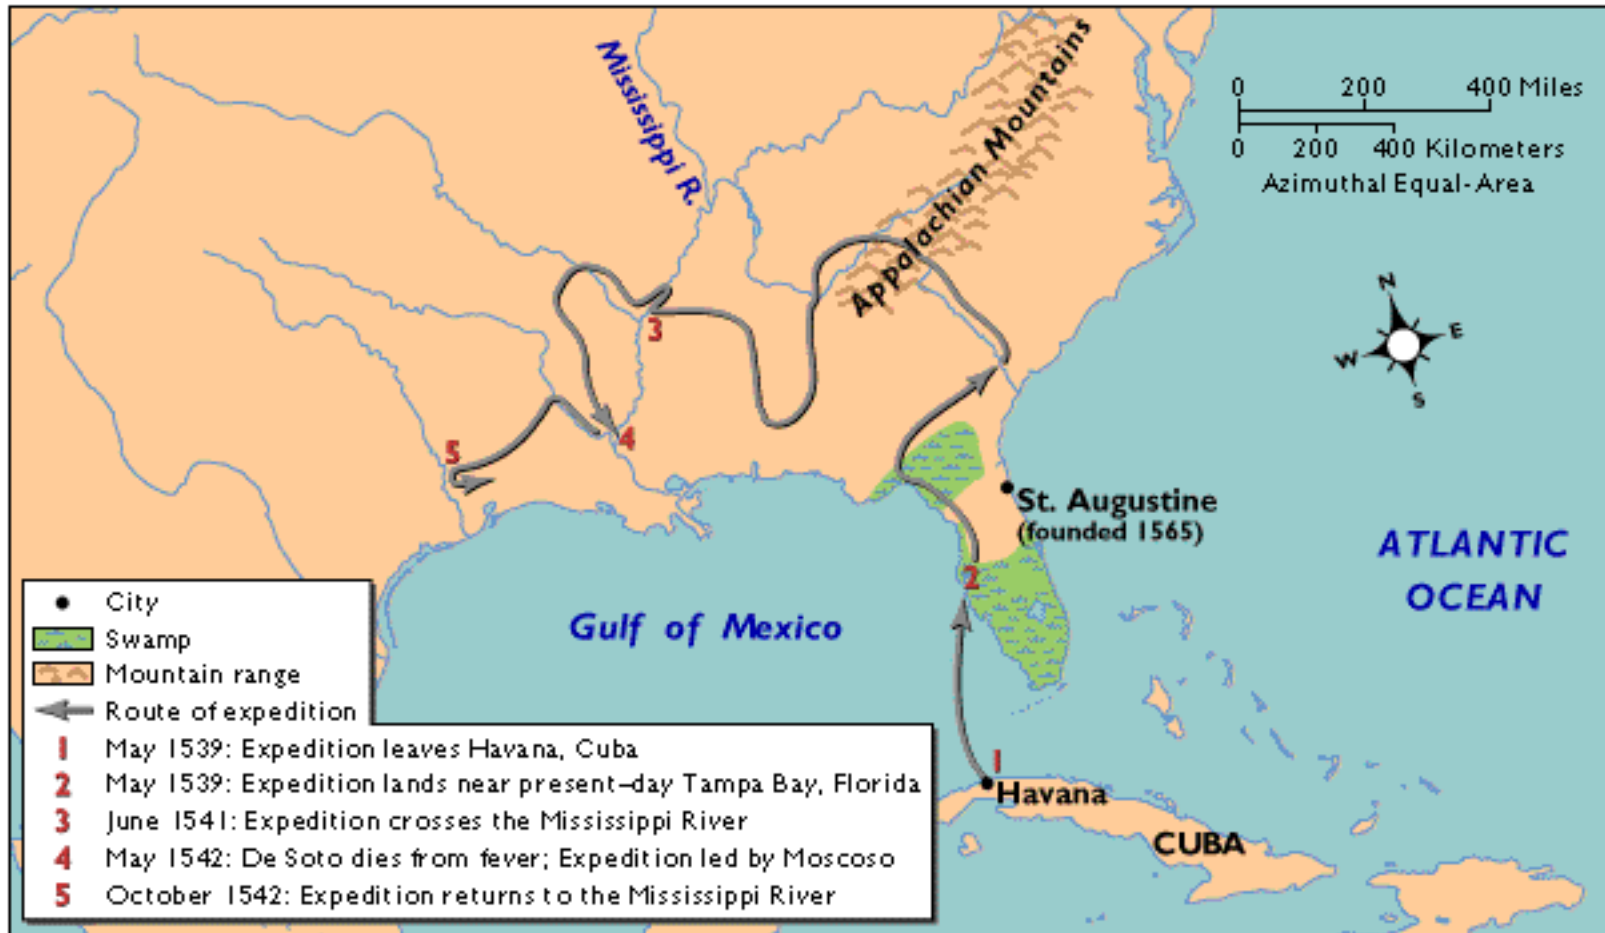 Mississippi R.
Appalachian Mountains
0 200 400 Miles
0 200 400 Kilometers
Azimuthal Equal-Area
N
E
W
S
3
4
5
St. Augustine
(founded 1565)
ATLANTIC
OCEAN
2
Gulf of Mexico
1
Havana
CUBA
City
Swamp
Mountain range
Route of expedition
1 May 1539: Expedition leaves Havana, Cuba
2 May 1539: Expedition lands near present-day Tampa Bay, Florida
3 June 1541: Expedition crosses the Mississippi River
4 May 1542: De Soto dies from fever; Expedition led by Moscoso
5 October 1542: Expedition returns to the Mississippi River